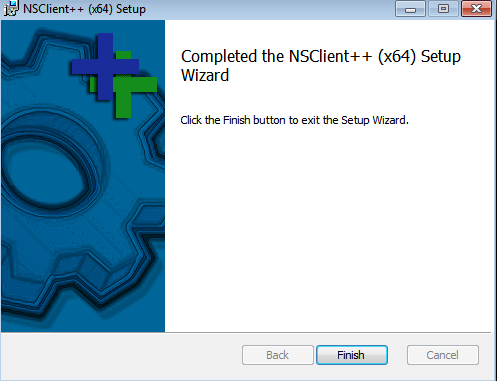 NSClient++ (x64) Setup
Completed the NSClient++ (x64) Setup
Wizard
Click the Finish button to exit the Setup Wizard.
Back
Finish
Cancel